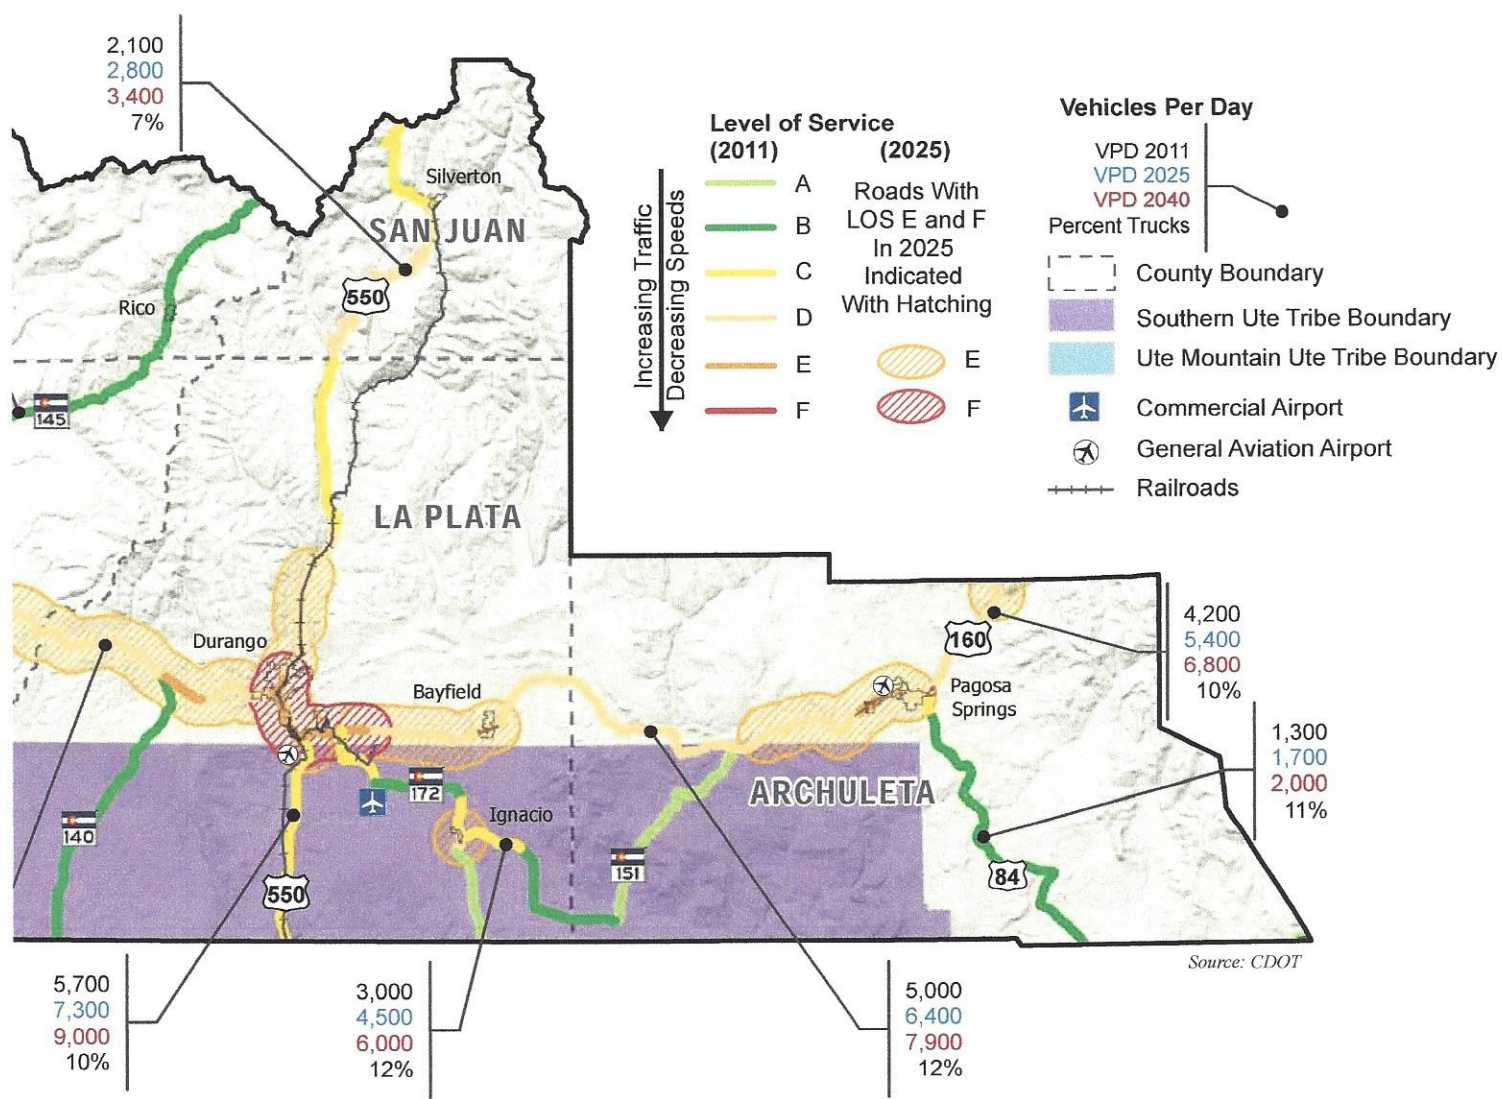 2,100
2,800
3,400
7%
Level of Service
(2011)
(2025)
A
B
C
D
E
F
Increasing Traffic
Decreasing Speeds
Roads With
LOS E and F
In 2025
Indicated
With Hatching
E
F
Vehicles Per Day
VPD 2011
VPD 2025
VPD 2040
Percent Trucks
County Boundary
Southern Ute Tribe Boundary
Ute Mountain Ute Tribe Boundary
Commercial Airport
General Aviation Airport
Railroads
Silverton
SAN JUAN
550
Rico
145
LA PLATA
Durango
Bayfield
160
Pagosa
Springs
4,200
5,400
6,800
10%
1,300
1,700
2,000
11%
ARCHULETA
172
Ignacio
140
151
84
550
Source: CDOT
5,700
7,300
9,000
10%
3,000
4,500
6,000
12%
5,000
6,400
7,900
12%